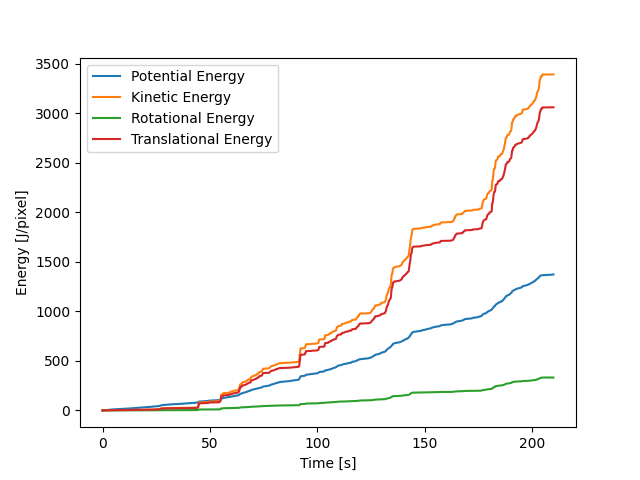 3500
3000
2500
2000
1500
1000
500
0
Energy [J/pixel]
Potential Energy
Kinetic Energy
Rotational Energy
Translational Energy
0 50 100 150 200
Time [s]